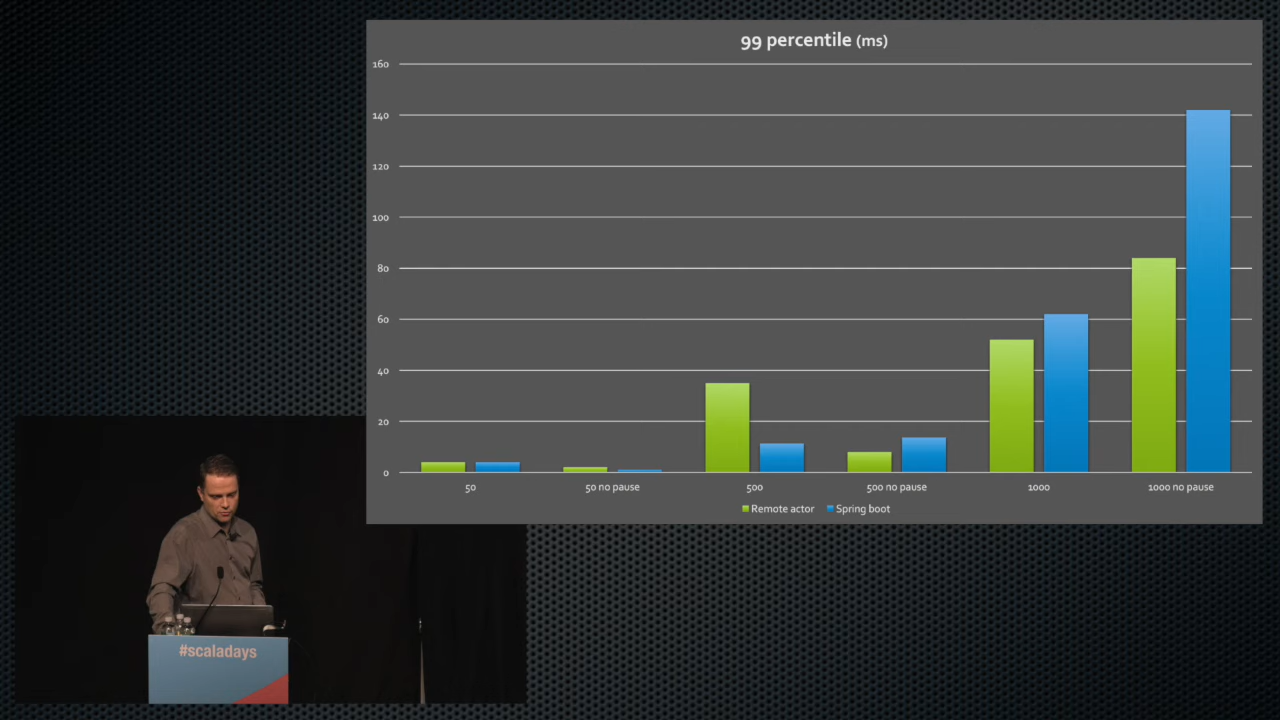 99 percentile (ms)
160
140
120
100
80
60
40
20
0
50
50 no pause
500
500 no pause
1000
1000 no pause
Remote actor
Spring boot
#scaladays